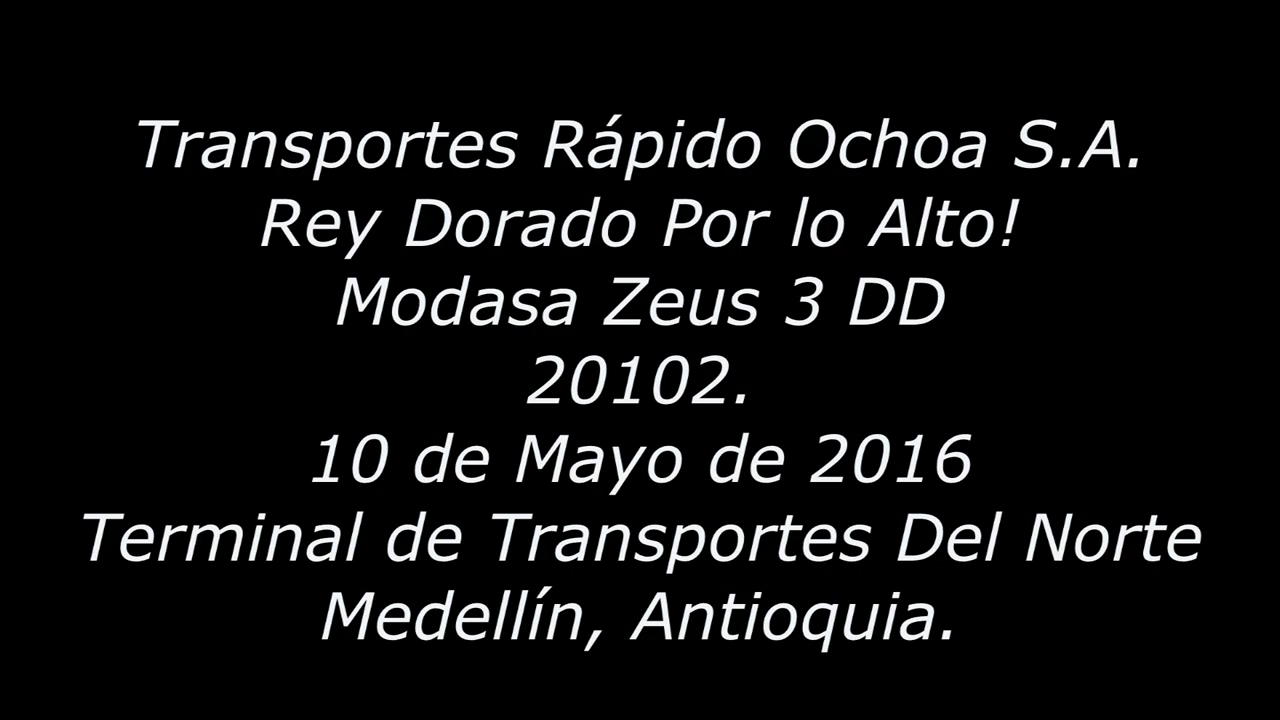 Transportes Rápido Ochoa S.A.
Rey Dorado Por lo Alto!
Modasa Zeus 3 DD
20102.
10 de Mayo de 2016
Terminal de Transportes Del Norte
Medellín, Antioquia.